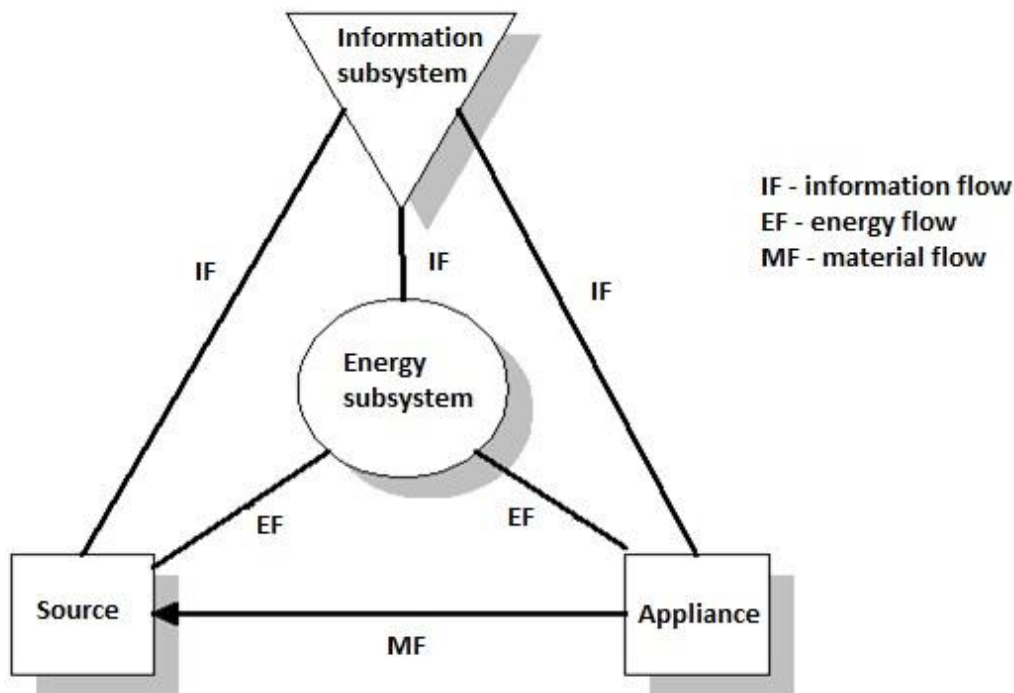 Information
subsystem
IF - information flow
EF - energy flow
MF - material flow
IF
IF
IF
Energy
subsystem
EF
EF
Source
Appliance
MF